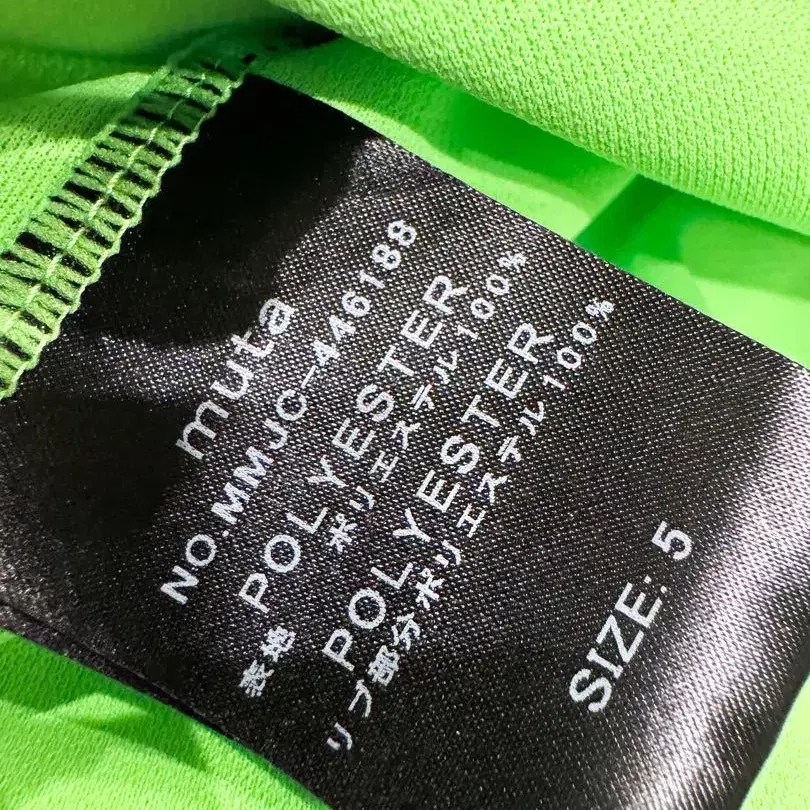 muta
NO.MMJC-446188
POLYESTER
表地 ポリエステル100%
POLYESTER
リブ部分ポリエステル100%
SIZE: 5